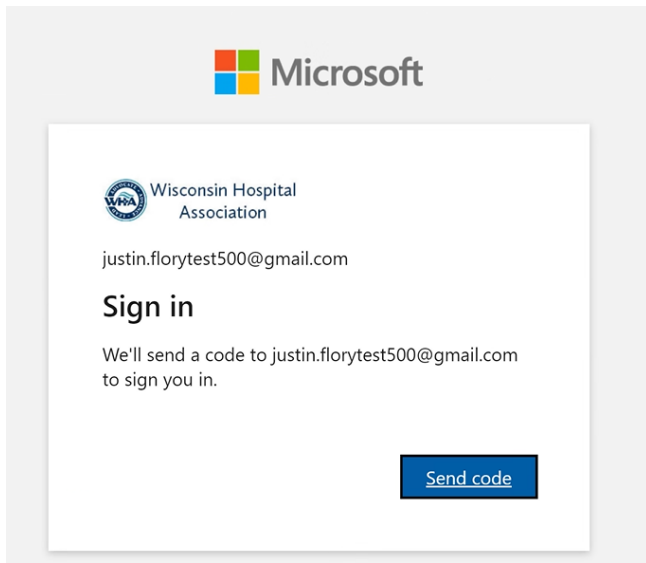 Microsoft
WHA
Wisconsin Hospital
Association
justin.florytest500@gmail.com
Sign in
We'll send a code to justin.florytest500@gmail.com
to sign you in.
Send code